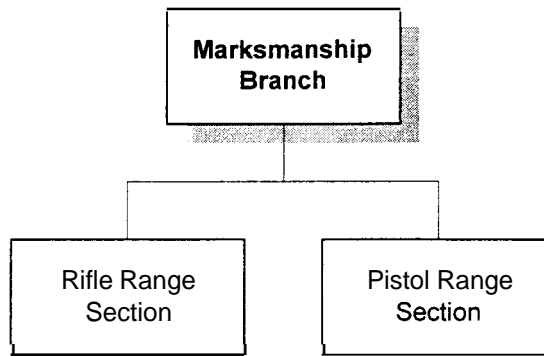 Marksmanship
Branch
Rifle Range
Section
Pistol Range
Section